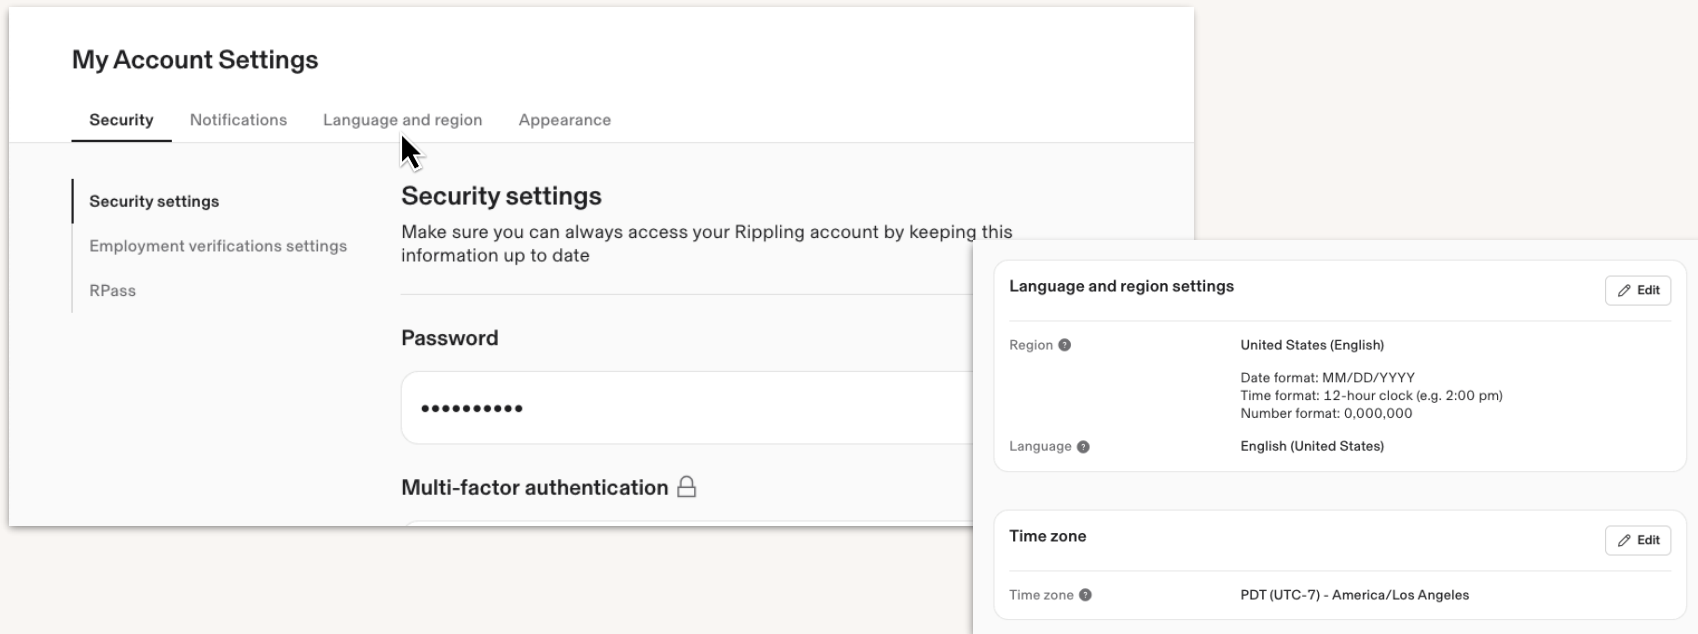 My Account Settings
Security
Notifications
Language and region
Appearance
Security settings
Employment verifications settings
RPass
Security settings
Make sure you can always access your Rippling account by keeping this
information up to date
Password
••••••••••
Multi-factor authentication
Language and region settings
Edit
Region ?
United States (English)
Date format: MM/DD/YYYY
Time format: 12-hour clock (e.g. 2:00 pm)
Number format: 0,000,000
Language ?
English (United States)
Time zone
Edit
Time zone ?
PDT (UTC-7) - America/Los Angeles